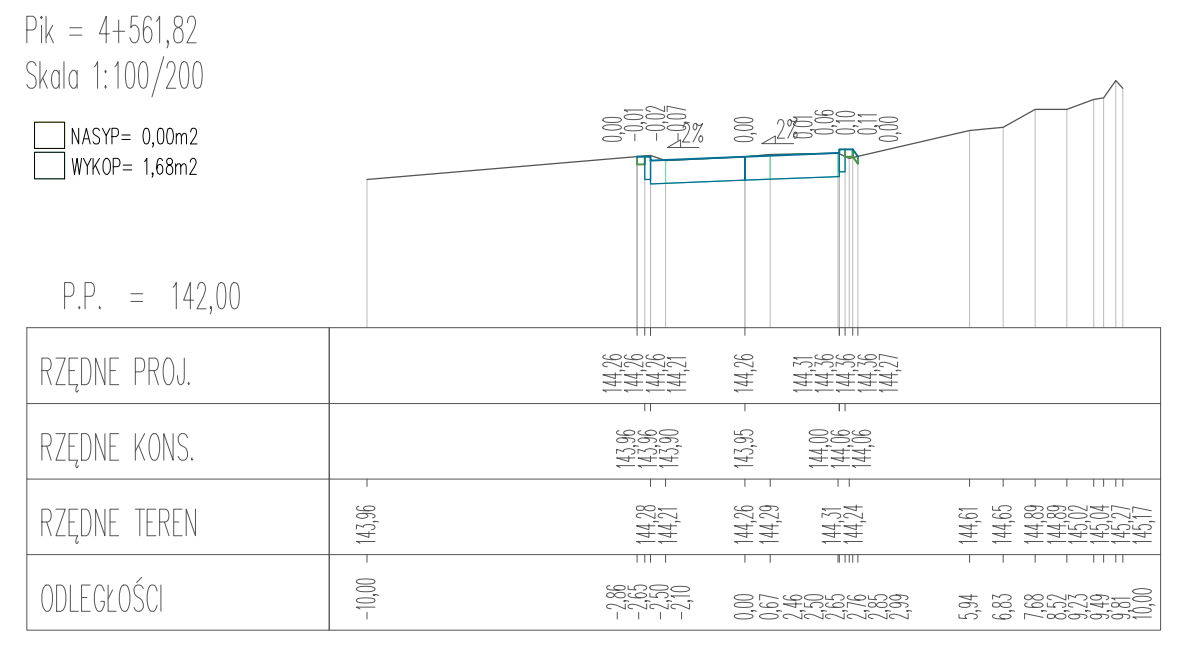 Pik = 4+561,82
Skala 1:100/200
NASYP= 0,00m2
WYKOP= 1,68m2
0,00 -0,01 -0,02 -0,07 2% 0,00 2% 0,01 0,06 0,10 0,11 0,00
P.P. = 142,00
RZĘDNE PROJ. 144,26 144,26 144,26 144,21 144,26 144,31 144,36 144,36 144,36 144,27
RZĘDNE KONS. 143,96 143,96 143,90 143,95 144,00 144,06 144,06
RZĘDNE TEREN 143,96 144,28 144,21 144,26 144,29 144,31 144,24 144,61 144,65 144,89 144,89 145,02 145,04 145,27 145,17
ODLEGŁOŚCI -10,00 -2,86 -2,65 -2,50 -2,10 0,00 0,67 2,46 2,50 2,65 2,76 2,85 2,99 5,94 6,83 7,68 8,52 9,23 9,49 9,81 10,00